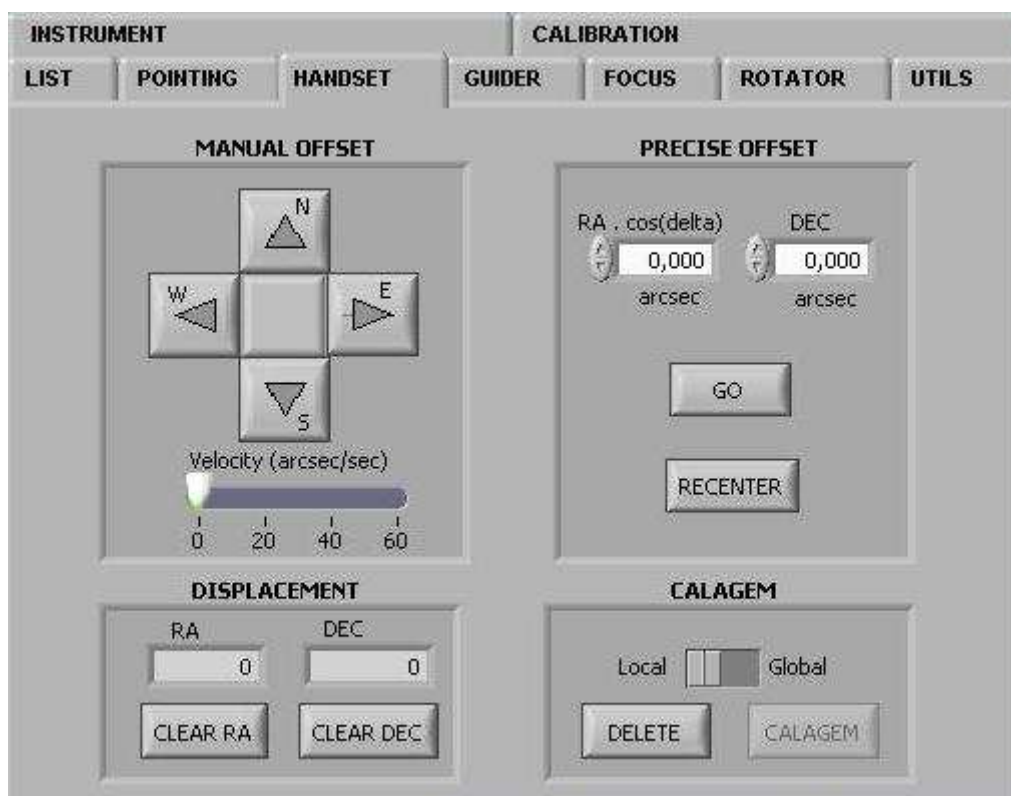 INSTRUMENT CALIBRATION
LIST POINTING HANDSET GUIDER FOCUS ROTATOR UTILS
MANUAL OFFSET
N
W E
S
Velocity (arcsec/sec)
0 20 40 60
PRECISE OFFSET
RA . cos(delta) DEC
0,000 0,000
arcsec arcsec
GO
RECENTER
DISPLACEMENT
RA DEC
0 0
CLEAR RA CLEAR DEC
CALAGEM
Local Global
DELETE CALAGEM